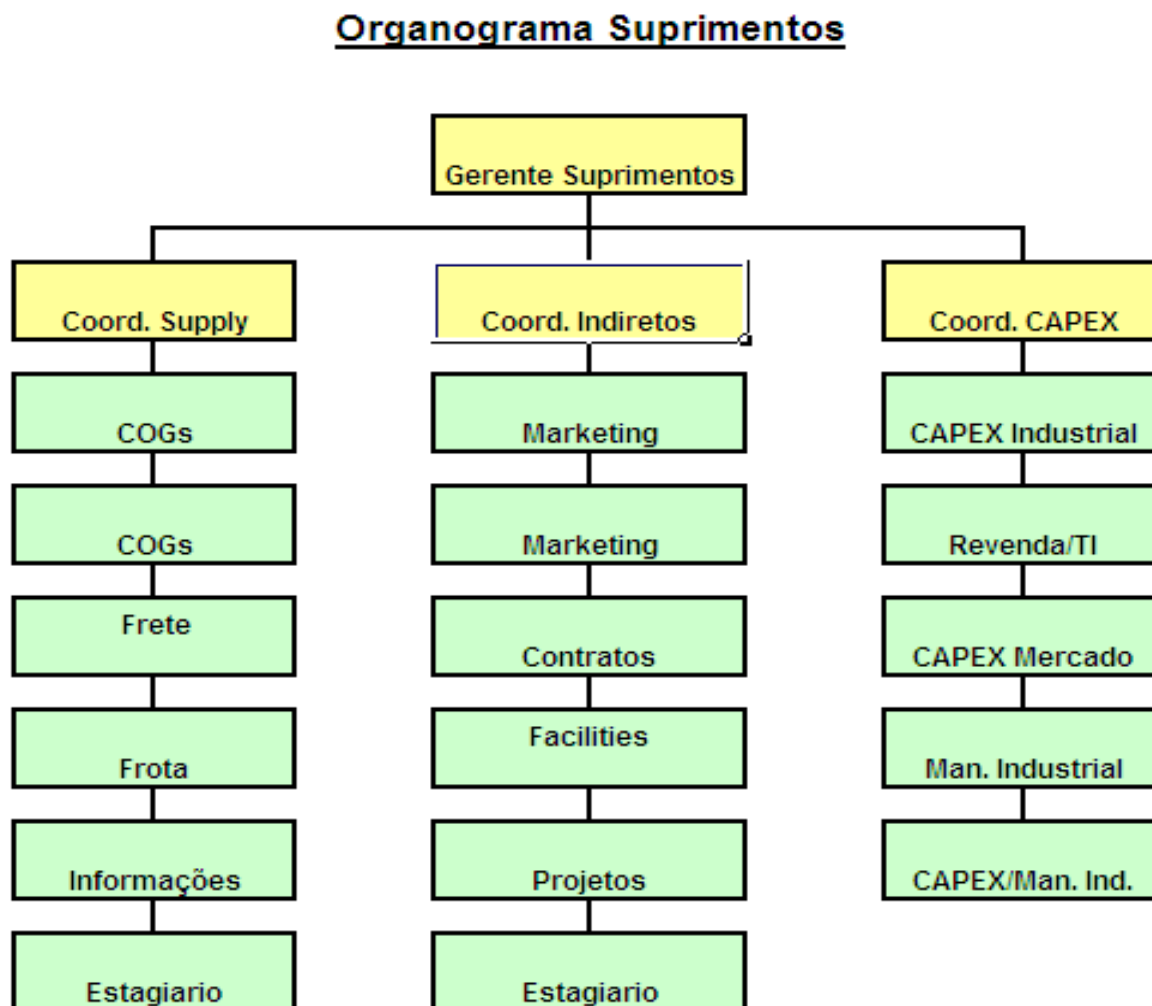 Organograma Suprimentos
Gerente Suprimentos
Coord. Supply
Coord. Indiretos
Coord. CAPEX
COGs
Marketing
CAPEX Industrial
COGs
Marketing
Revenda/TI
Frete
Contratos
CAPEX Mercado
Frota
Facilities
Man. Industrial
Informações
Projetos
CAPEX/Man. Ind.
Estagiario
Estagiario